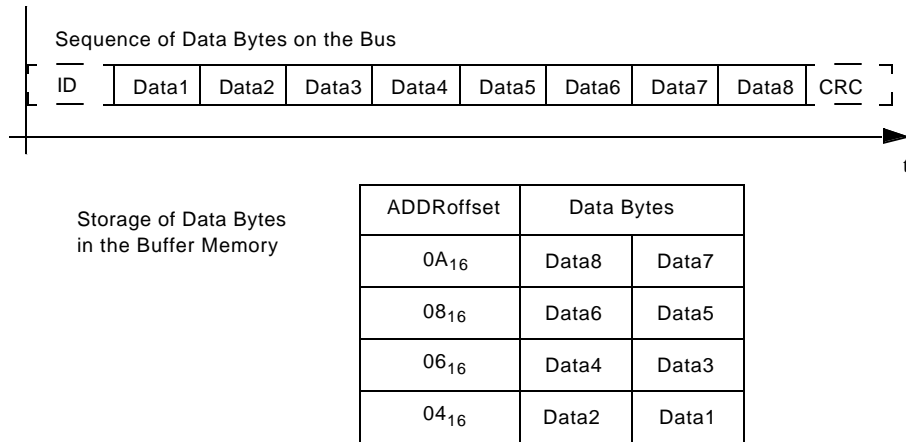 Sequence of Data Bytes on the Bus
ID Data1 Data2 Data3 Data4 Data5 Data6 Data7 Data8 CRC
t
Storage of Data Bytes
in the Buffer Memory
ADDRoffset Data Bytes
0A16 Data8 Data7
0816 Data6 Data5
0616 Data4 Data3
0416 Data2 Data1